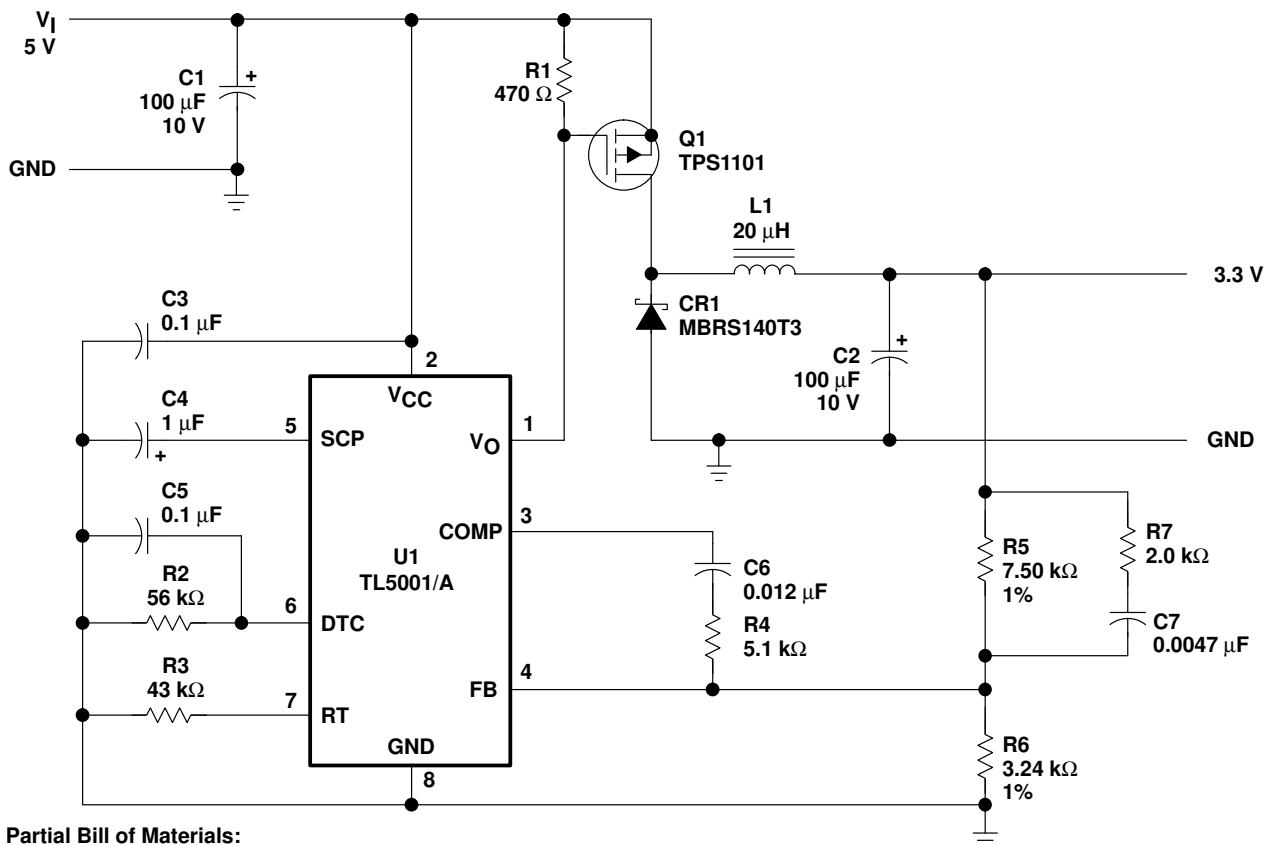 VI
5 V
C1
100 μF
10 V
+
GND
R1
470 Ω
Q1
TPS1101
L1
20 μH
3.3 V
CR1
MBRS140T3
C2
100 μF
10 V
+
GND
C3
0.1 μF
2
VCC
C4
1 μF
+
5
SCP
1
VO
C5
0.1 μF
3
COMP
U1
TL5001/A
R2
56 kΩ
6
DTC
C6
0.012 μF
R4
5.1 kΩ
R5
7.50 kΩ
1%
R7
2.0 kΩ
C7
0.0047 μF
R3
43 kΩ
7
RT
4
FB
GND
8
R6
3.24 kΩ
1%
Partial Bill of Materials: